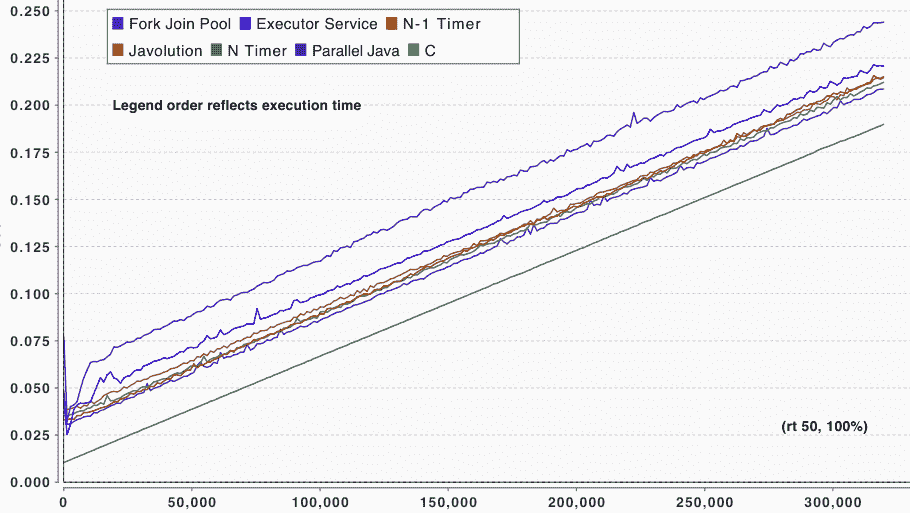 0.250
Fork Join Pool Executor Service N-1 Timer
0.225
Javolution N Timer Parallel Java C
0.200
Legend order reflects execution time
0.175
0.150
0.125
0.100
0.075
0.050
(rt 50, 100%)
0.025
0.000
0 50,000 100,000 150,000 200,000 250,000 300,000